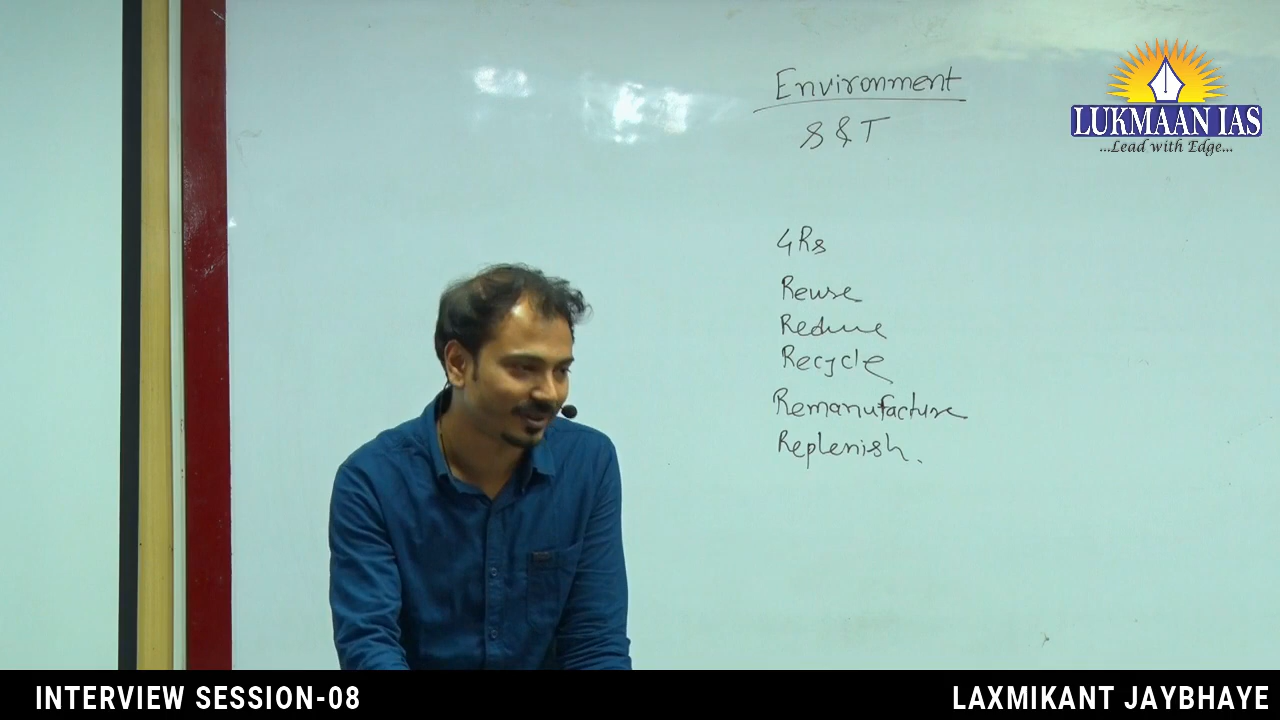 Environment
S & T
4Rs
Reuse
Reduce
Recycle
Remanufacture
Replenish.
LUKMAAN IAS
...Lead with Edge...
INTERVIEW SESSION-08
LAXMIKANT JAYBHAYE